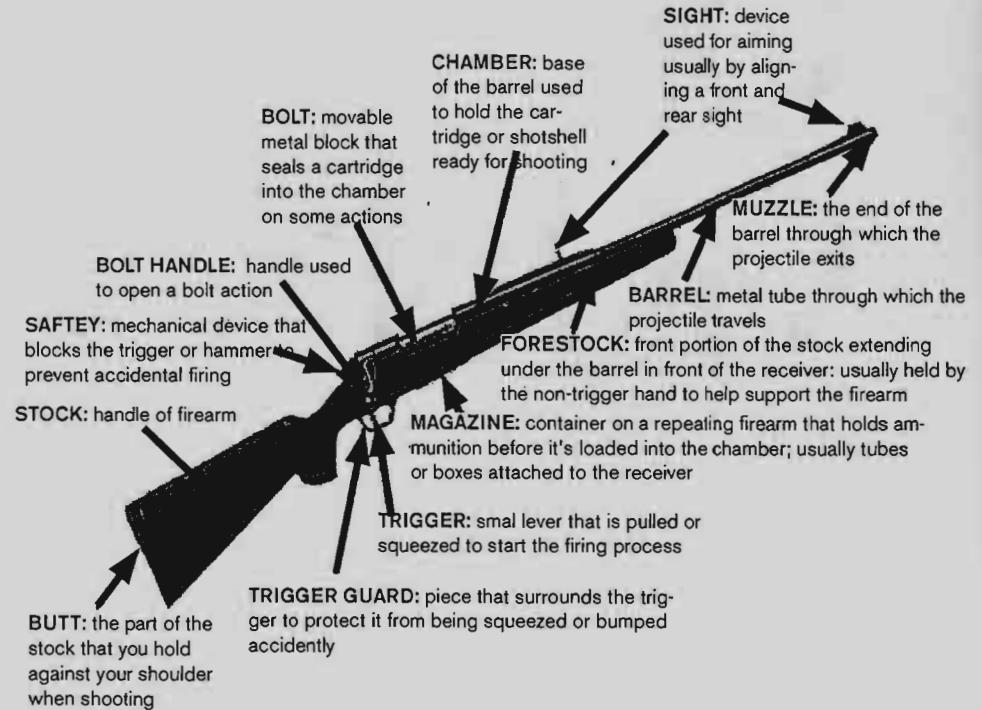 SIGHT: device
used for aiming
usually by align-
ing a front and
rear sight
CHAMBER: base
of the barrel used
to hold the car-
tridge or shotshell
ready for shooting
BOLT: movable
metal block that
seals a cartridge
into the chamber
on some actions
MUZZLE: the end of the
barrel through which the
projectile exits
BOLT HANDLE: handle used
to open a bolt action
BARREL: metal tube through which the
projectile travels
SAFTEY: mechanical device that
blocks the trigger or hammer to
prevent accidental firing
FORESTOCK: front portion of the stock extending
under the barrel in front of the receiver: usually held by
the non-trigger hand to help support the firearm
STOCK: handle of firearm
MAGAZINE: container on a repealing firearm that holds am-
munition before it's loaded into the chamber; usually tubes
or boxes attached to the receiver
TRIGGER: smal lever that is pulled or
squeezed to start the firing process
TRIGGER GUARD: piece that surrounds the trig-
ger to protect it from being squeezed or bumped
accidently
BUTT: the part of the
stock that you hold
against your shoulder
when shooting